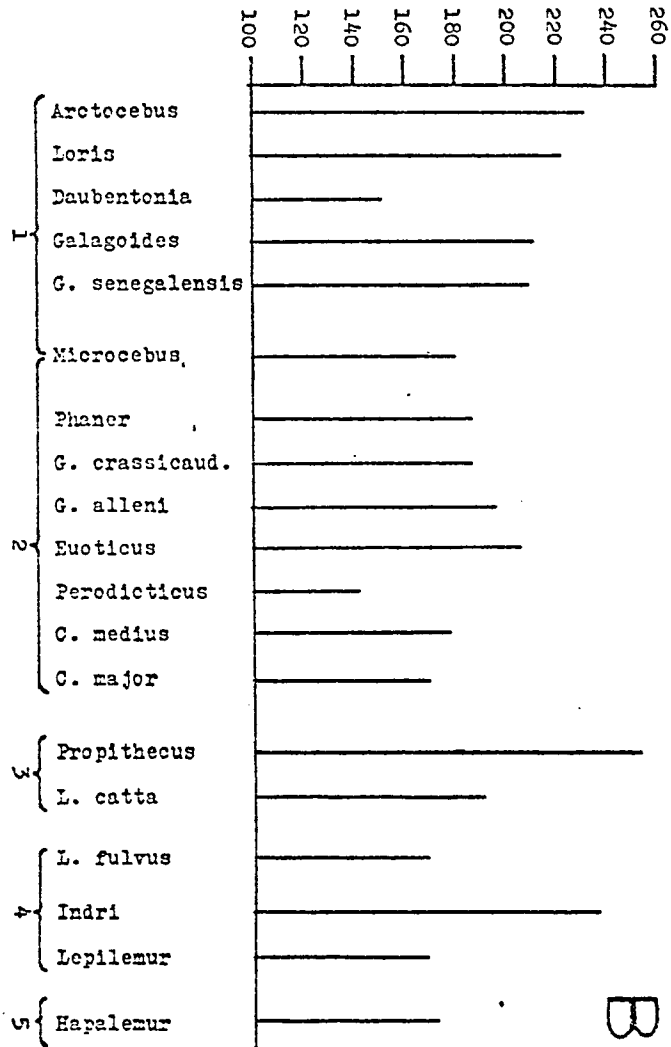 100 120 140 160 180 200 220 240 260
1
Arctocebus
Loris
Daubentonia
Galagoides
G. senegalensis
Microcebus
2
Phaner
G. crassicaud.
G. alleni
Euoticus
Perodicticus
C. medius
C. major
3
Propithecus
L. catta
4
L. fulvus
Indri
Lepilemur
5
Hapalemur
B